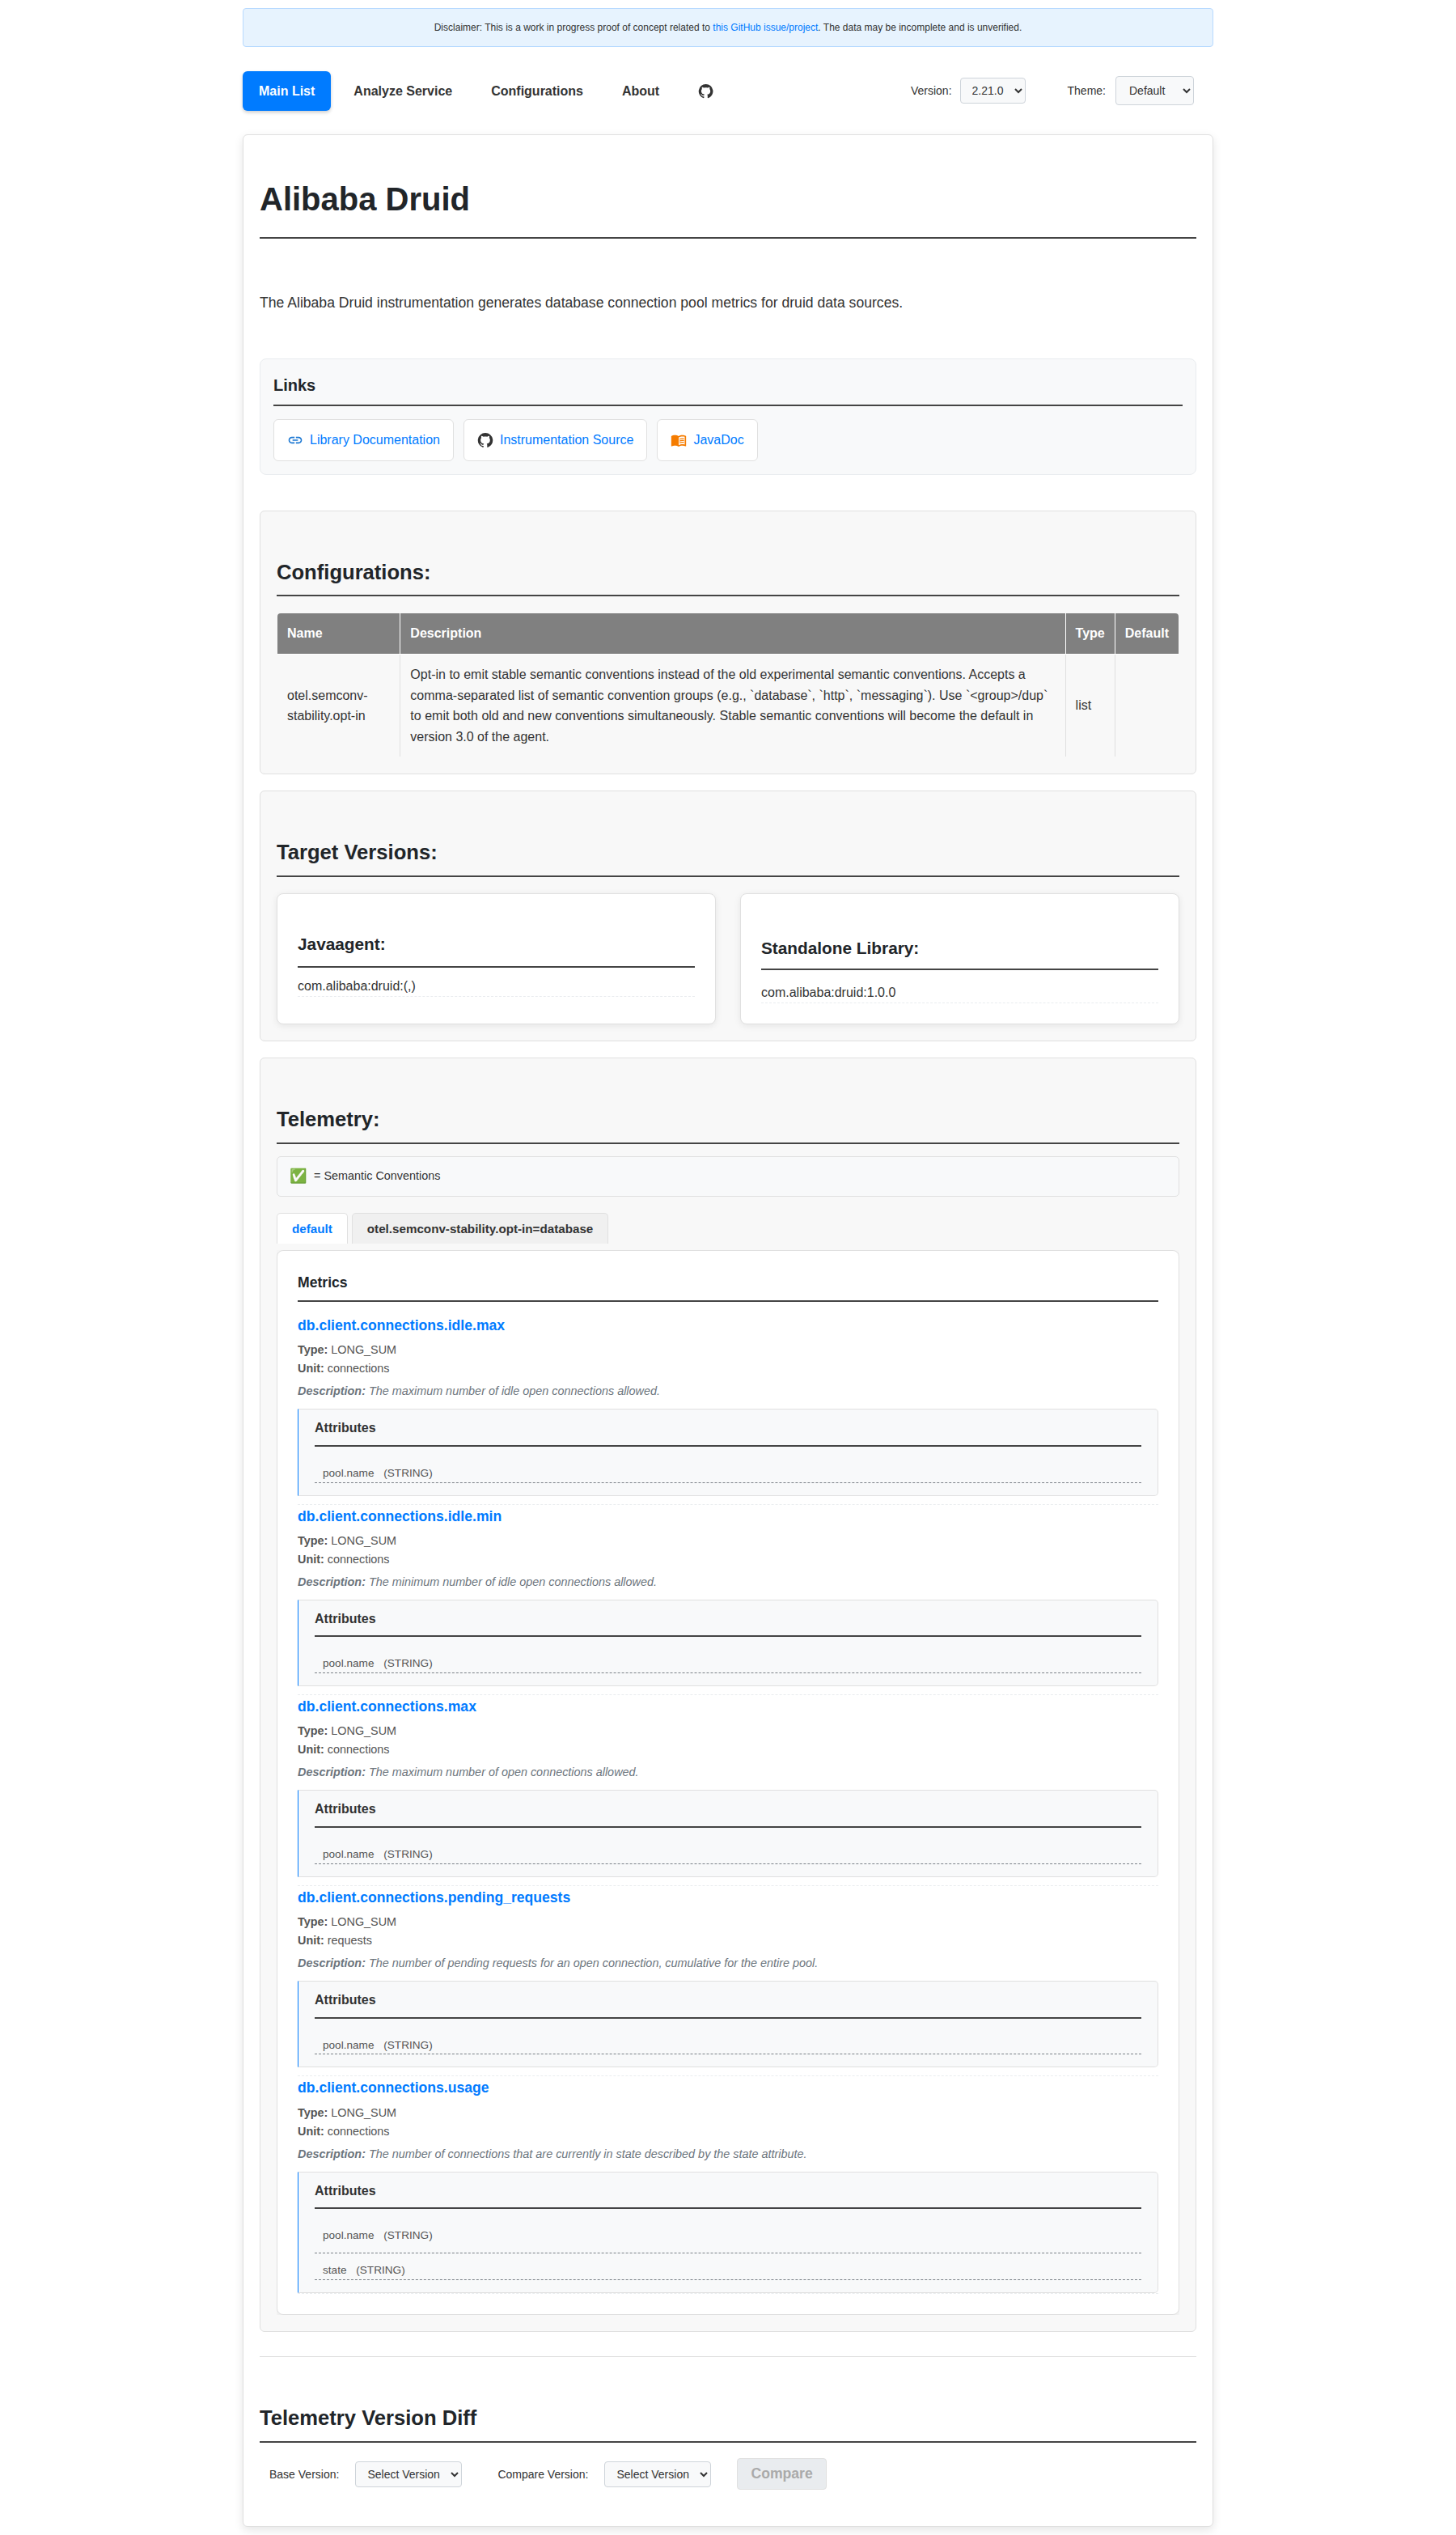 Disclaimer: This is a work in progress proof of concept related to this GitHub issue/project. The data may be incomplete and is unverified.
Main List
Analyze Service
Configurations
About
Version:
2.21.0
Theme:
Default
Alibaba Druid
The Alibaba Druid instrumentation generates database connection pool metrics for druid data sources.
Links
Library Documentation
Instrumentation Source
JavaDoc
Configurations:
Name
Description
Type
Default
otel.semconv-
stability.opt-in
Opt-in to emit stable semantic conventions instead of the old experimental semantic conventions. Accepts a
comma-separated list of semantic convention groups (e.g., `database`, `http`, `messaging`). Use `<group>/dup`
to emit both old and new conventions simultaneously. Stable semantic conventions will become the default in
version 3.0 of the agent.
list
Target Versions:
Javaagent:
com.alibaba:druid:(,)
Standalone Library:
com.alibaba:druid:1.0.0
Telemetry:
✅ = Semantic Conventions
default
otel.semconv-stability.opt-in=database
Metrics
db.client.connections.idle.max
Type: LONG_SUM
Unit: connections
Description: The maximum number of idle open connections allowed.
Attributes
pool.name (STRING)
db.client.connections.idle.min
Type: LONG_SUM
Unit: connections
Description: The minimum number of idle open connections allowed.
Attributes
pool.name (STRING)
db.client.connections.max
Type: LONG_SUM
Unit: connections
Description: The maximum number of open connections allowed.
Attributes
pool.name (STRING)
db.client.connections.pending_requests
Type: LONG_SUM
Unit: requests
Description: The number of pending requests for an open connection, cumulative for the entire pool.
Attributes
pool.name (STRING)
db.client.connections.usage
Type: LONG_SUM
Unit: connections
Description: The number of connections that are currently in state described by the state attribute.
Attributes
pool.name (STRING)
state (STRING)
Telemetry Version Diff
Base Version:
Select Version
Compare Version:
Select Version
Compare